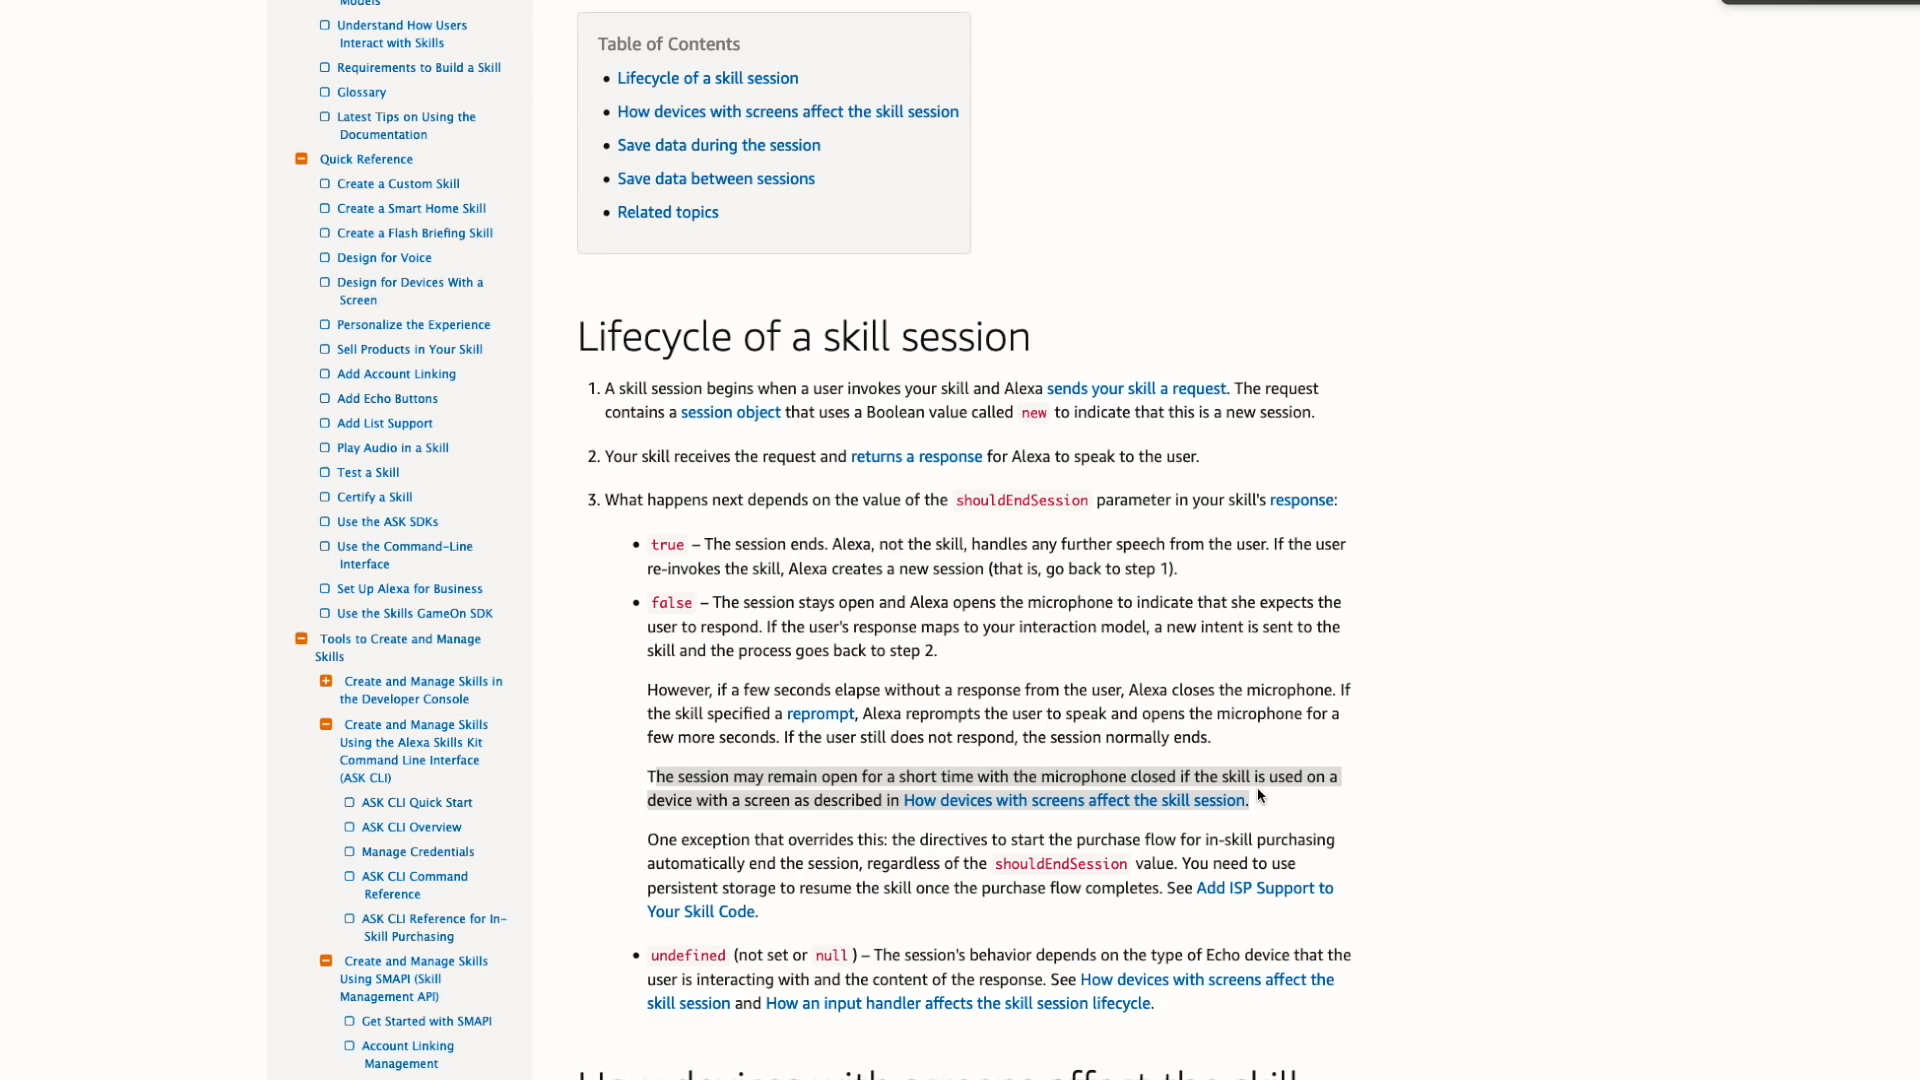 Models
Understand How Users
Interact with Skills
Requirements to Build a Skill
Glossary
Latest Tips on Using the
Documentation
Quick Reference
Create a Custom Skill
Create a Smart Home Skill
Create a Flash Briefing Skill
Design for Voice
Design for Devices With a
Screen
Personalize the Experience
Sell Products in Your Skill
Add Account Linking
Add Echo Buttons
Add List Support
Play Audio in a Skill
Test a Skill
Certify a Skill
Use the ASK SDKs
Use the Command-Line
Interface
Set Up Alexa for Business
Use the Skills GameOn SDK
Tools to Create and Manage
Skills
Create and Manage Skills in
the Developer Console
Create and Manage Skills
Using the Alexa Skills Kit
Command Line Interface
(ASK CLI)
ASK CLI Quick Start
ASK CLI Overview
Manage Credentials
ASK CLI Command
Reference
ASK CLI Reference for In-
Skill Purchasing
Create and Manage Skills
Using SMAPI (Skill
Management API)
Get Started with SMAPI
Account Linking
Management
Table of Contents
• Lifecycle of a skill session
• How devices with screens affect the skill session
• Save data during the session
• Save data between sessions
• Related topics
Lifecycle of a skill session
1. A skill session begins when a user invokes your skill and Alexa sends your skill a request. The request
contains a session object that uses a Boolean value called new to indicate that this is a new session.
2. Your skill receives the request and returns a response for Alexa to speak to the user.
3. What happens next depends on the value of the shouldEndSession parameter in your skill's response:
• true – The session ends. Alexa, not the skill, handles any further speech from the user. If the user
re-invokes the skill, Alexa creates a new session (that is, go back to step 1).
• false – The session stays open and Alexa opens the microphone to indicate that she expects the
user to respond. If the user's response maps to your interaction model, a new intent is sent to the
skill and the process goes back to step 2.
However, if a few seconds elapse without a response from the user, Alexa closes the microphone. If
the skill specified a reprompt, Alexa reprompts the user to speak and opens the microphone for a
few more seconds. If the user still does not respond, the session normally ends.
The session may remain open for a short time with the microphone closed if the skill is used on a
device with a screen as described in How devices with screens affect the skill session.
One exception that overrides this: the directives to start the purchase flow for in-skill purchasing
automatically end the session, regardless of the shouldEndSession value. You need to use
persistent storage to resume the skill once the purchase flow completes. See Add ISP Support to
Your Skill Code.
• undefined (not set or null) – The session's behavior depends on the type of Echo device that the
user is interacting with and the content of the response. See How devices with screens affect the
skill session and How an input handler affects the skill session lifecycle.
How devices with screens affect the skill